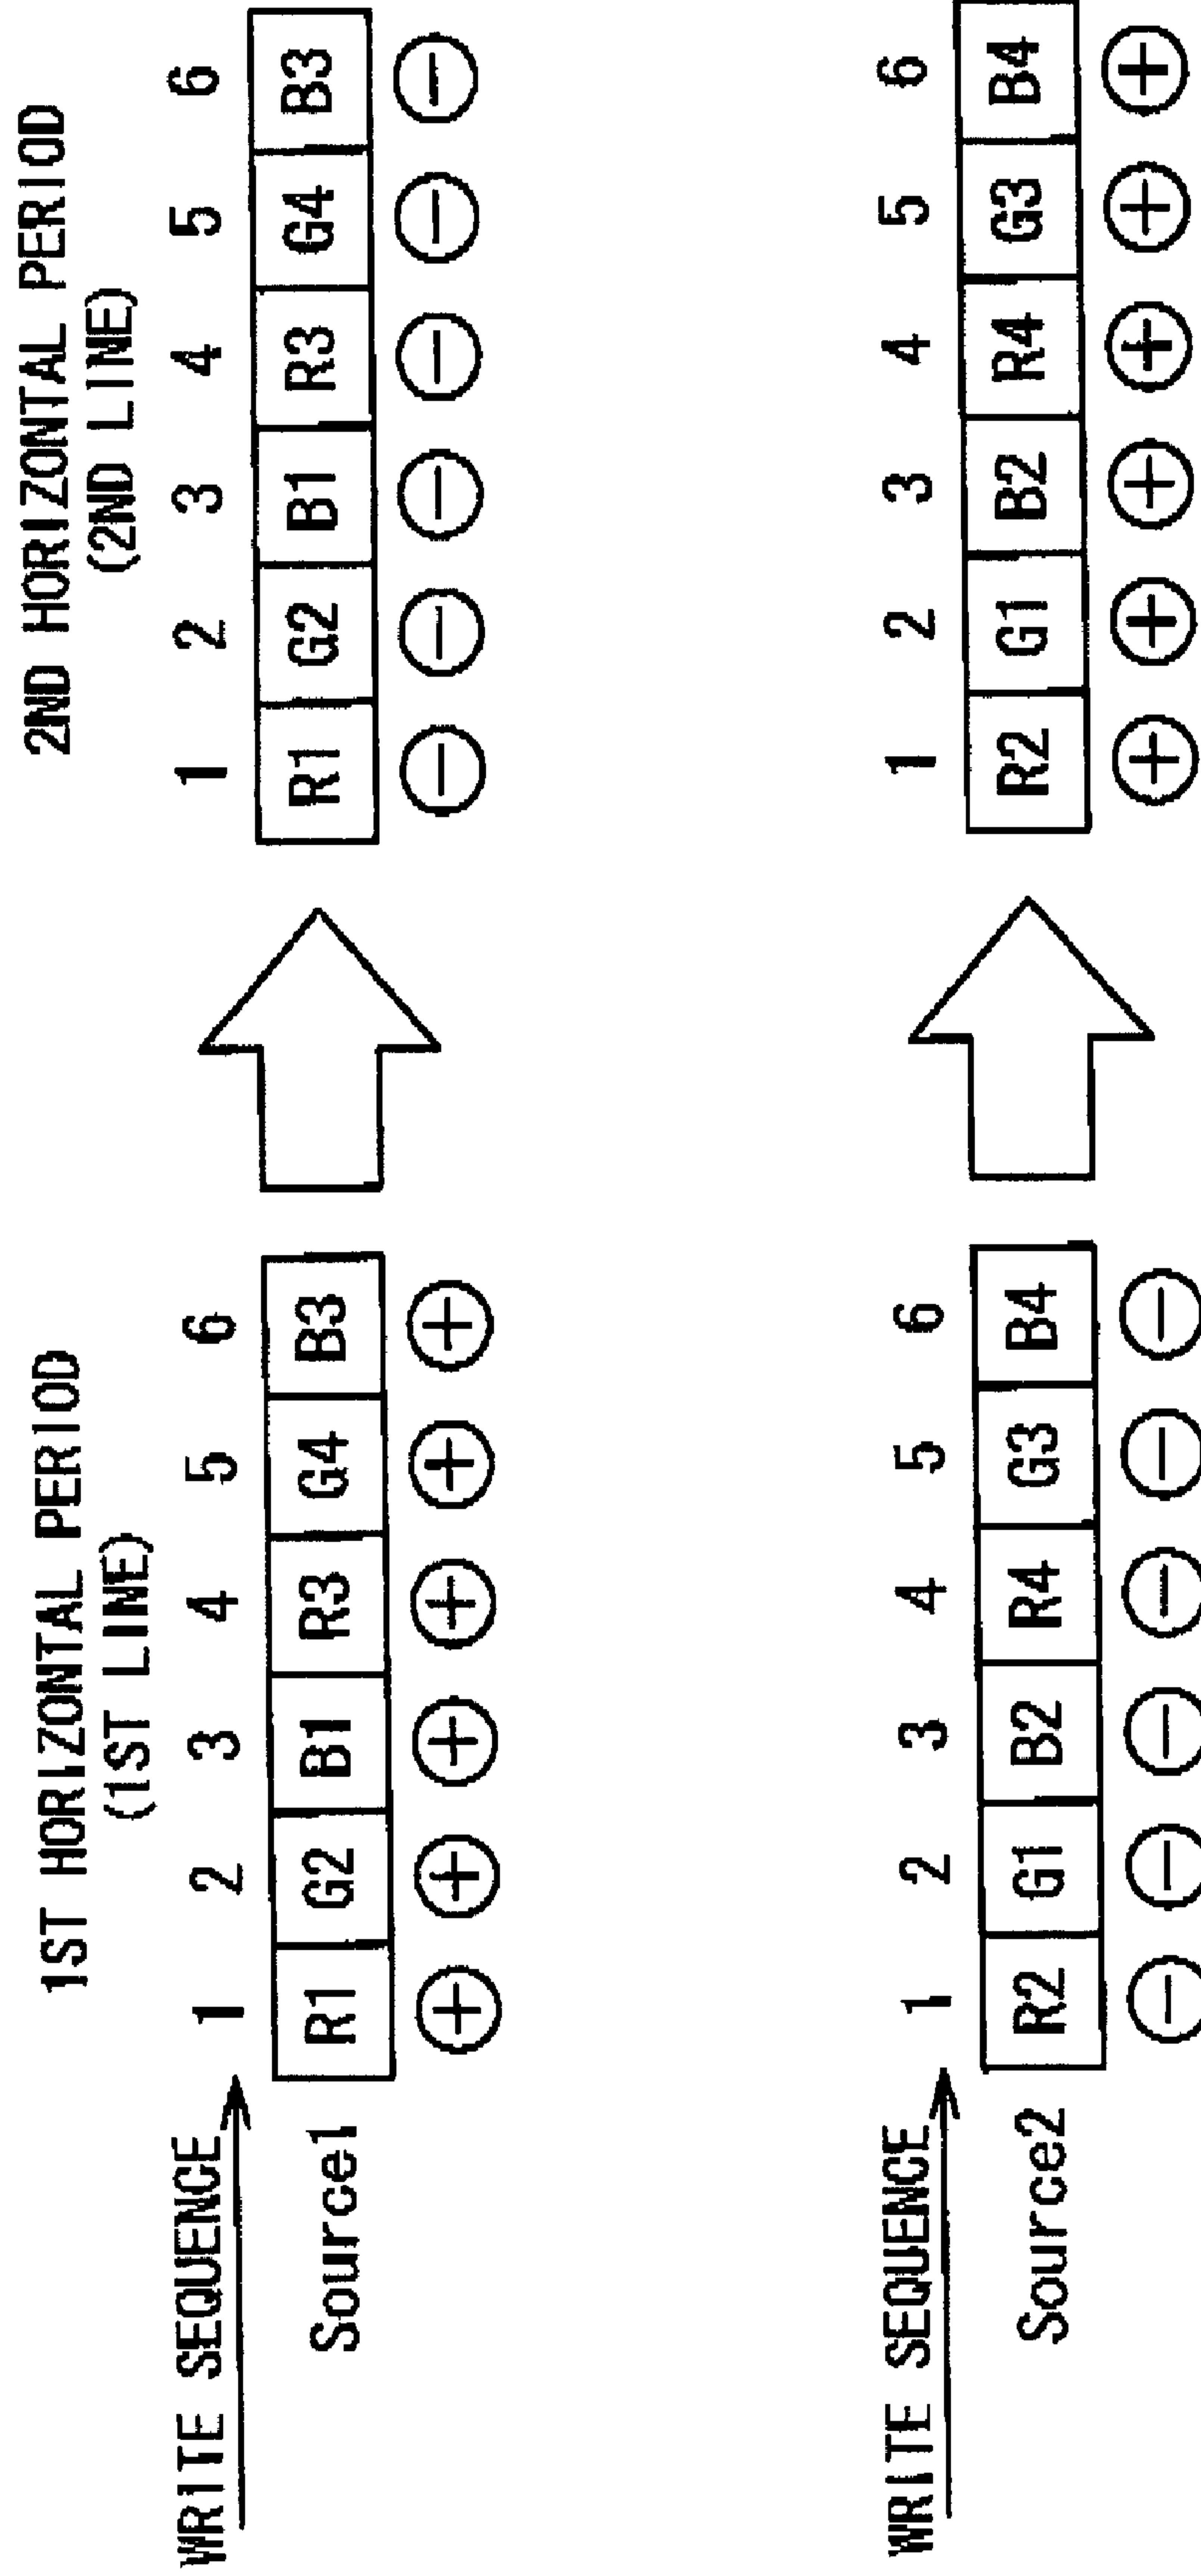 1ST HORIZONTAL PERIOD 2ND HORIZONTAL PERIOD
(1ST LINE) (2ND LINE)
WRITE SEQUENCE 1 2 3 4 5 6 1 2 3 4 5 6
Source1 R1 G2 B1 R3 G4 B3 R1 G2 B1 R3 G4 B3
+ + + + + + − − − − − −
WRITE SEQUENCE 1 2 3 4 5 6 1 2 3 4 5 6
Source2 R2 G1 B2 R4 G3 B4 R2 G1 B2 R4 G3 B4
− − − − − − + + + + + +